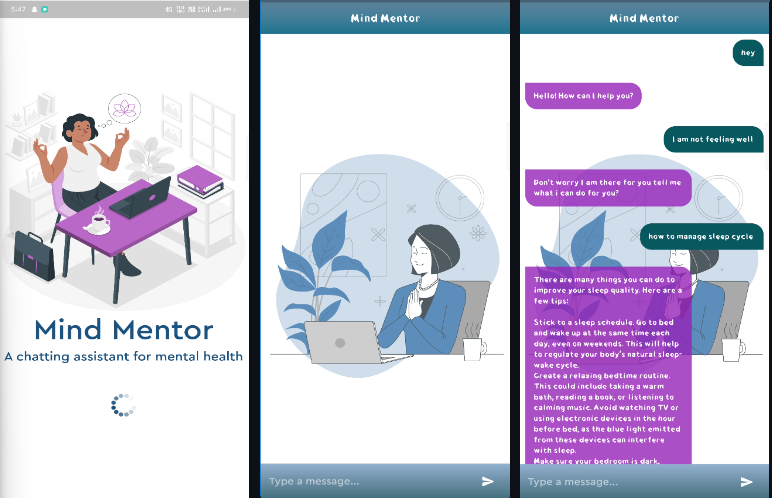 5:47
Mind Mentor
A chatting assistant for mental health
Mind Mentor
Type a message...
Mind Mentor
hey
Hello! How can I help you?
I am not feeling well
Don't worry I am there for you tell me
what i can do for you?
how to manage sleep cycle
There are many things you can do to
improve your sleep quality. Here are a
few tips:
Stick to a sleep schedule. Go to bed
and wake up at the same time each
day, even on weekends. This will help
to regulate your body's natural sleep-
wake cycle.
Create a relaxing bedtime routine.
This could include taking a warm
bath, reading a book, or listening to
calming music. Avoid watching TV or
using electronic devices in the hour
before bed, as the blue light emitted
from these devices can interfere
with sleep.
Make sure your bedroom is dark,
Type a message...